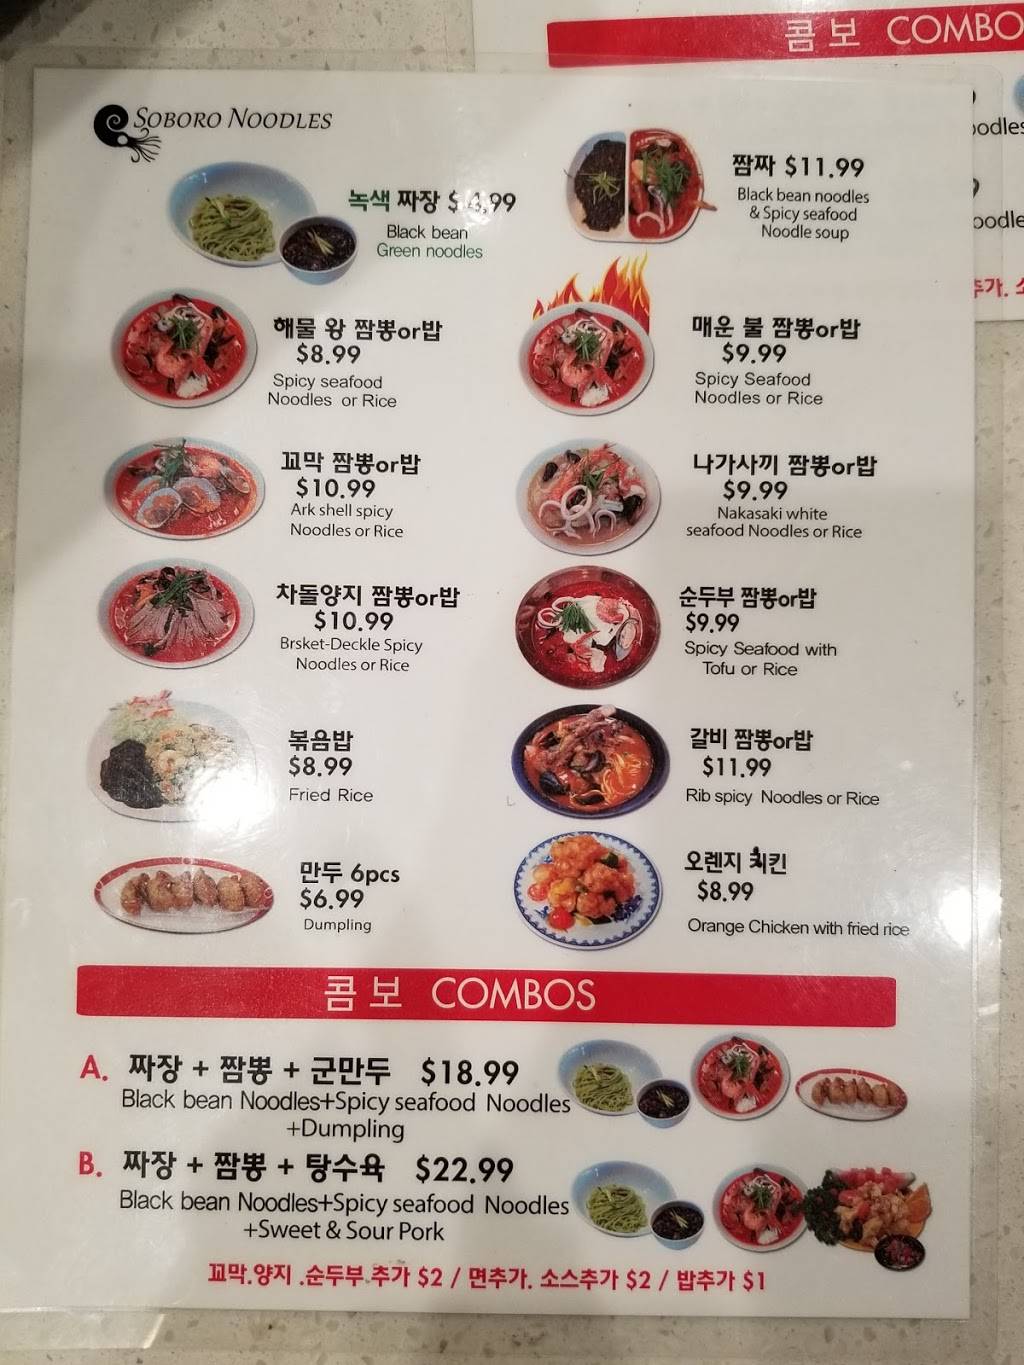 콤보 COMBO
SOBORO NOODLES
녹색 짜장 $4.99
Black bean
Green noodles
짬짜 $11.99
Black bean noodles
& Spicy seafood
Noodle soup
해물 왕 짬뽕or밥
$8.99
Spicy seafood
Noodles or Rice
매운 불 짬뽕or밥
$9.99
Spicy Seafood
Noodles or Rice
꼬막 짬뽕or밥
$10.99
Ark shell spicy
Noodles or Rice
나가사끼 짬뽕or밥
$9.99
Nakasaki white
seafood Noodles or Rice
차돌양지 짬뽕or밥
$10.99
Brsket-Deckle Spicy
Noodles or Rice
순두부 짬뽕or밥
$9.99
Spicy Seafood with
Tofu or Rice
볶음밥
$8.99
Fried Rice
갈비 짬뽕or밥
$11.99
Rib spicy Noodles or Rice
만두 6pcs
$6.99
Dumpling
오렌지 치킨
$8.99
Orange Chicken with fried rice
콤보 COMBOS
A. 짜장 + 짬뽕 + 군만두 $18.99
Black bean Noodles+Spicy seafood Noodles
+Dumpling
B. 짜장 + 짬뽕 + 탕수육 $22.99
Black bean Noodles+Spicy seafood Noodles
+Sweet & Sour Pork
꼬막.양지 .순두부.추가 $2 / 면추가. 소스추가 $2 / 밥추가 $1